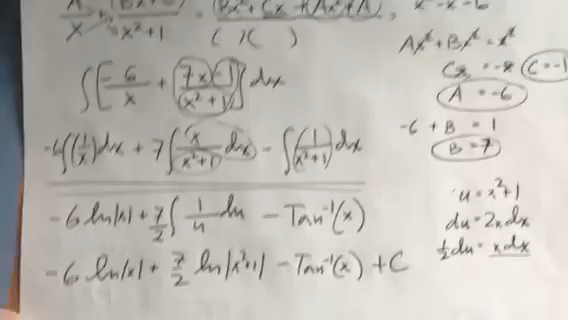 A/x + (Bx+C)/x²+1 = (Bx²+Cx+(Ax²+A)
( )( )
x²-x-6
Ax² + Bx² = x²
Cx = -x C = -1
A = -6
∫[-6/x + (7x-1)/(x²+1)]dx
-6 + B = 1
B = 7
-6∫(1/x)dx + 7∫(x/(x²+1))dx - ∫(1/(x²+1))dx
u = x²+1
du = 2x dx
½du = x dx
-6 ln|x| + 7/2∫ 1/u du - Tan⁻¹(x)
-6 ln|x| + 7/2 ln|x²+1| - Tan⁻¹(x) + C